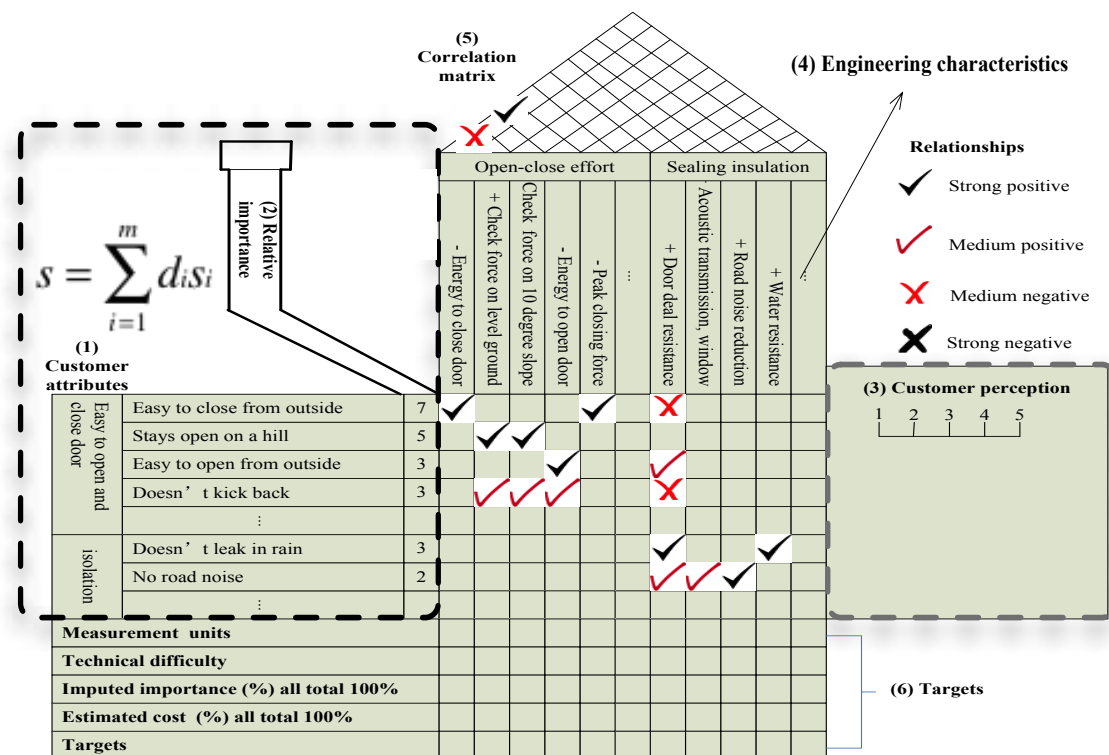 (5)
Correlation
matrix
(4) Engineering characteristics
Relationships
Strong positive
Medium positive
Medium negative
Strong negative
Open-close effort
Sealing insulation
- Energy to close door
+ Check force on level ground
Check force on 10 degree slope
- Energy to open door
- Peak closing force
...
+ Door deal resistance
Acoustic transmission, window
+ Road noise reduction
+ Water resistance
...
(2) Relative
importance
s = \sum_{i=1}^{m} d_i s_i
(1)
Customer
attributes
(3) Customer perception
1 2 3 4 5
Easy to open and
close door
Easy to close from outside 7
Stays open on a hill 5
Easy to open from outside 3
Doesn’t kick back 3
...
isolation
Doesn’t leak in rain 3
No road noise 2
...
Measurement units
Technical difficulty
Imputed importance (%) all total 100%
Estimated cost (%) all total 100%
Targets
(6) Targets